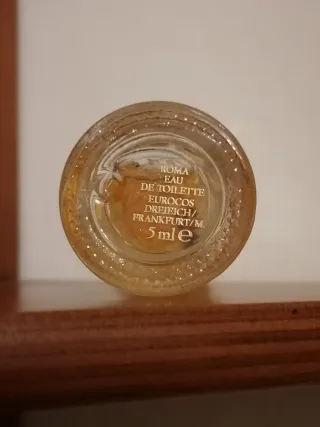 ROMA
EAU
DE TOILETTE
EUROCOS
DREIEICH/
FRANKFURT/M.
5 ml e